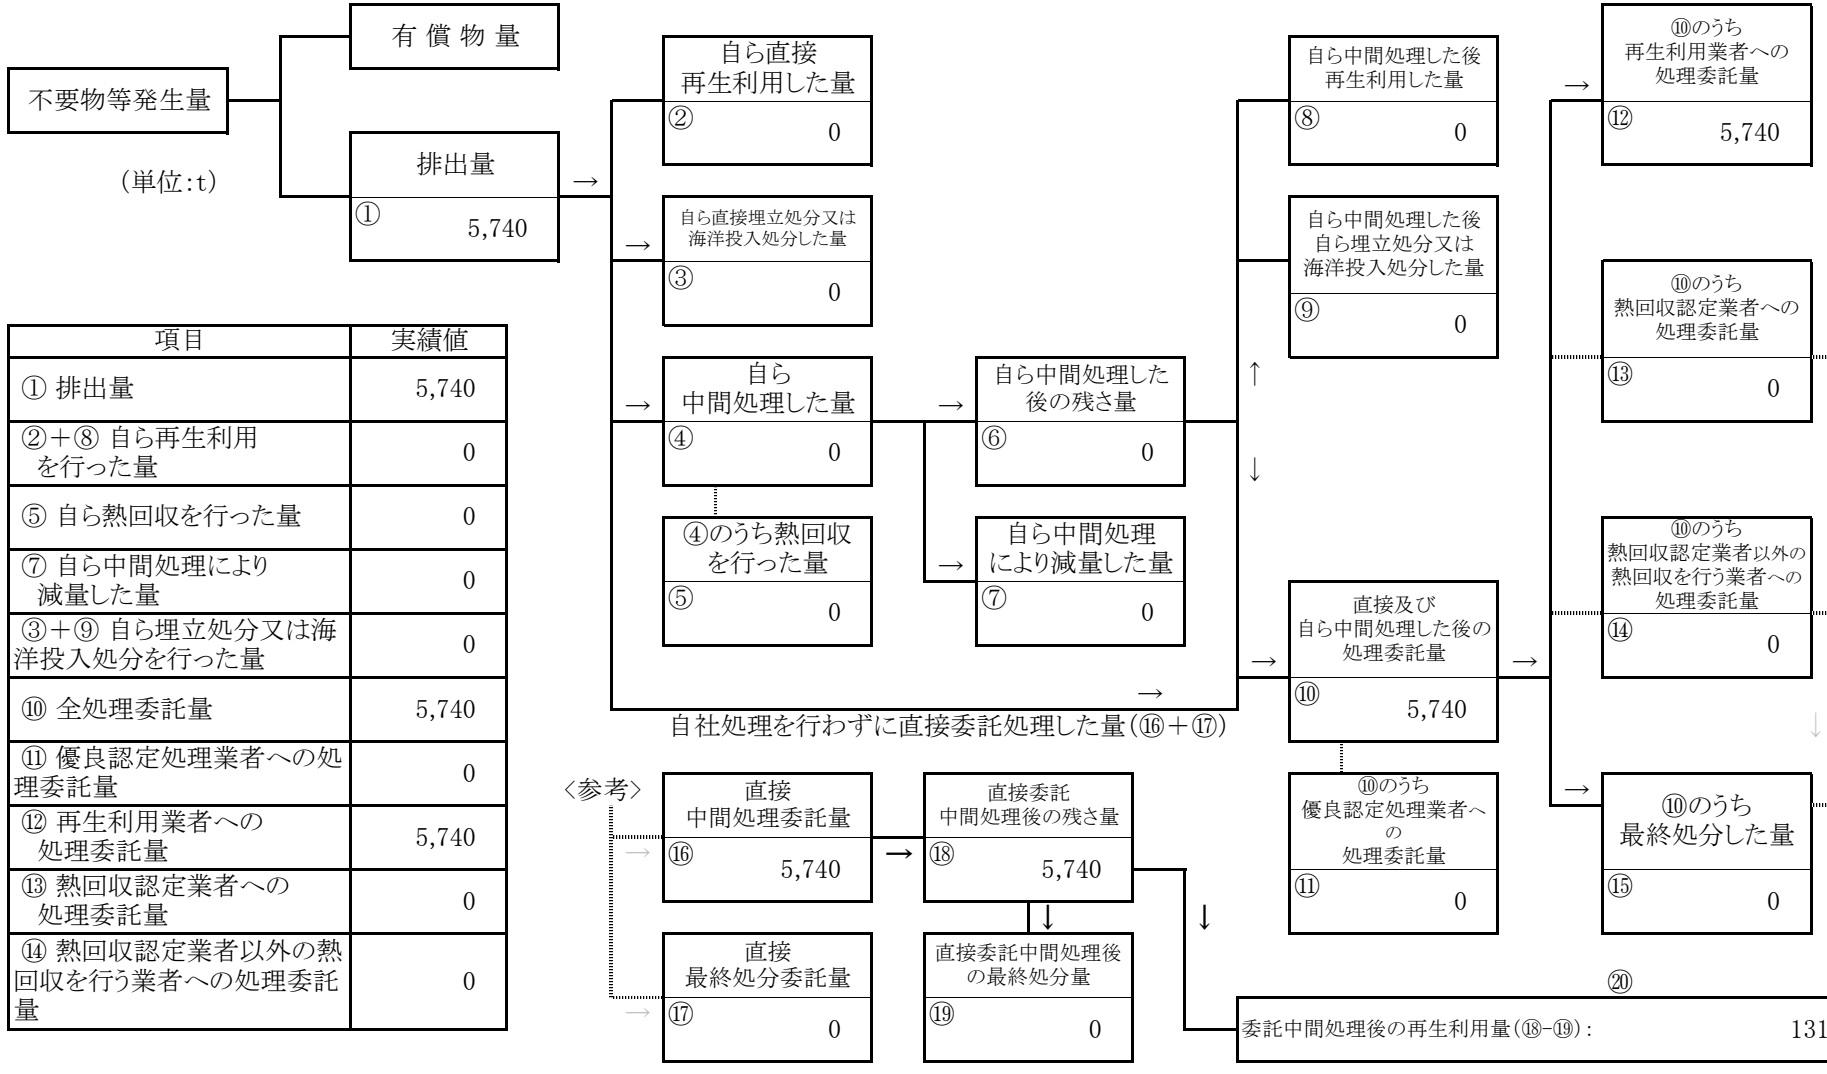 有 償 物 量
不要物等発生量
(単位:t)
排出量
①
5,740
→
自ら直接
再生利用した量
②
0
→
自ら直接埋立処分又は
海洋投入処分した量
③
0
→
自ら
中間処理した量
④
0
④のうち熱回収
を行った量
⑤
0
→
自ら中間処理した
後の残さ量
⑥
0
→
自ら中間処理
により減量した量
⑦
0
自ら中間処理した後
再生利用した量
⑧
0
自ら中間処理した後
自ら埋立処分又は
海洋投入処分した量
⑨
0
↑
↓
→
自社処理を行わずに直接委託処理した量(⑯+⑰)
→
直接及び
自ら中間処理した後の
処理委託量
⑩
5,740
⑩のうち
優良認定処理業者へ
の
処理委託量
⑪
0
→
→
⑩のうち
再生利用業者への
処理委託量
⑫
5,740
⑩のうち
熱回収認定業者への
処理委託量
⑬
0
⑩のうち
熱回収認定業者以外の
熱回収を行う業者への
処理委託量
⑭
0
↓
→
⑩のうち
最終処分した量
⑮
0
項目 実績値
① 排出量 5,740
②+⑧ 自ら再生利用
を行った量 0
⑤ 自ら熱回収を行った量 0
⑦ 自ら中間処理により
減量した量 0
③+⑨ 自ら埋立処分又は海
洋投入処分を行った量 0
⑩ 全処理委託量 5,740
⑪ 優良認定処理業者への処
理委託量 0
⑫ 再生利用業者への
処理委託量 5,740
⑬ 熱回収認定業者への
処理委託量 0
⑭ 熱回収認定業者以外の熱
回収を行う業者への処理委託
量 0
<参考>
→
直接
中間処理委託量
⑯
5,740
→
直接
最終処分委託量
⑰
0
→
直接委託
中間処理後の残さ量
⑱
5,740
↓
直接委託中間処理後
の最終処分量
⑲
0
↓
⑳
委託中間処理後の再生利用量(⑱-⑲): 131